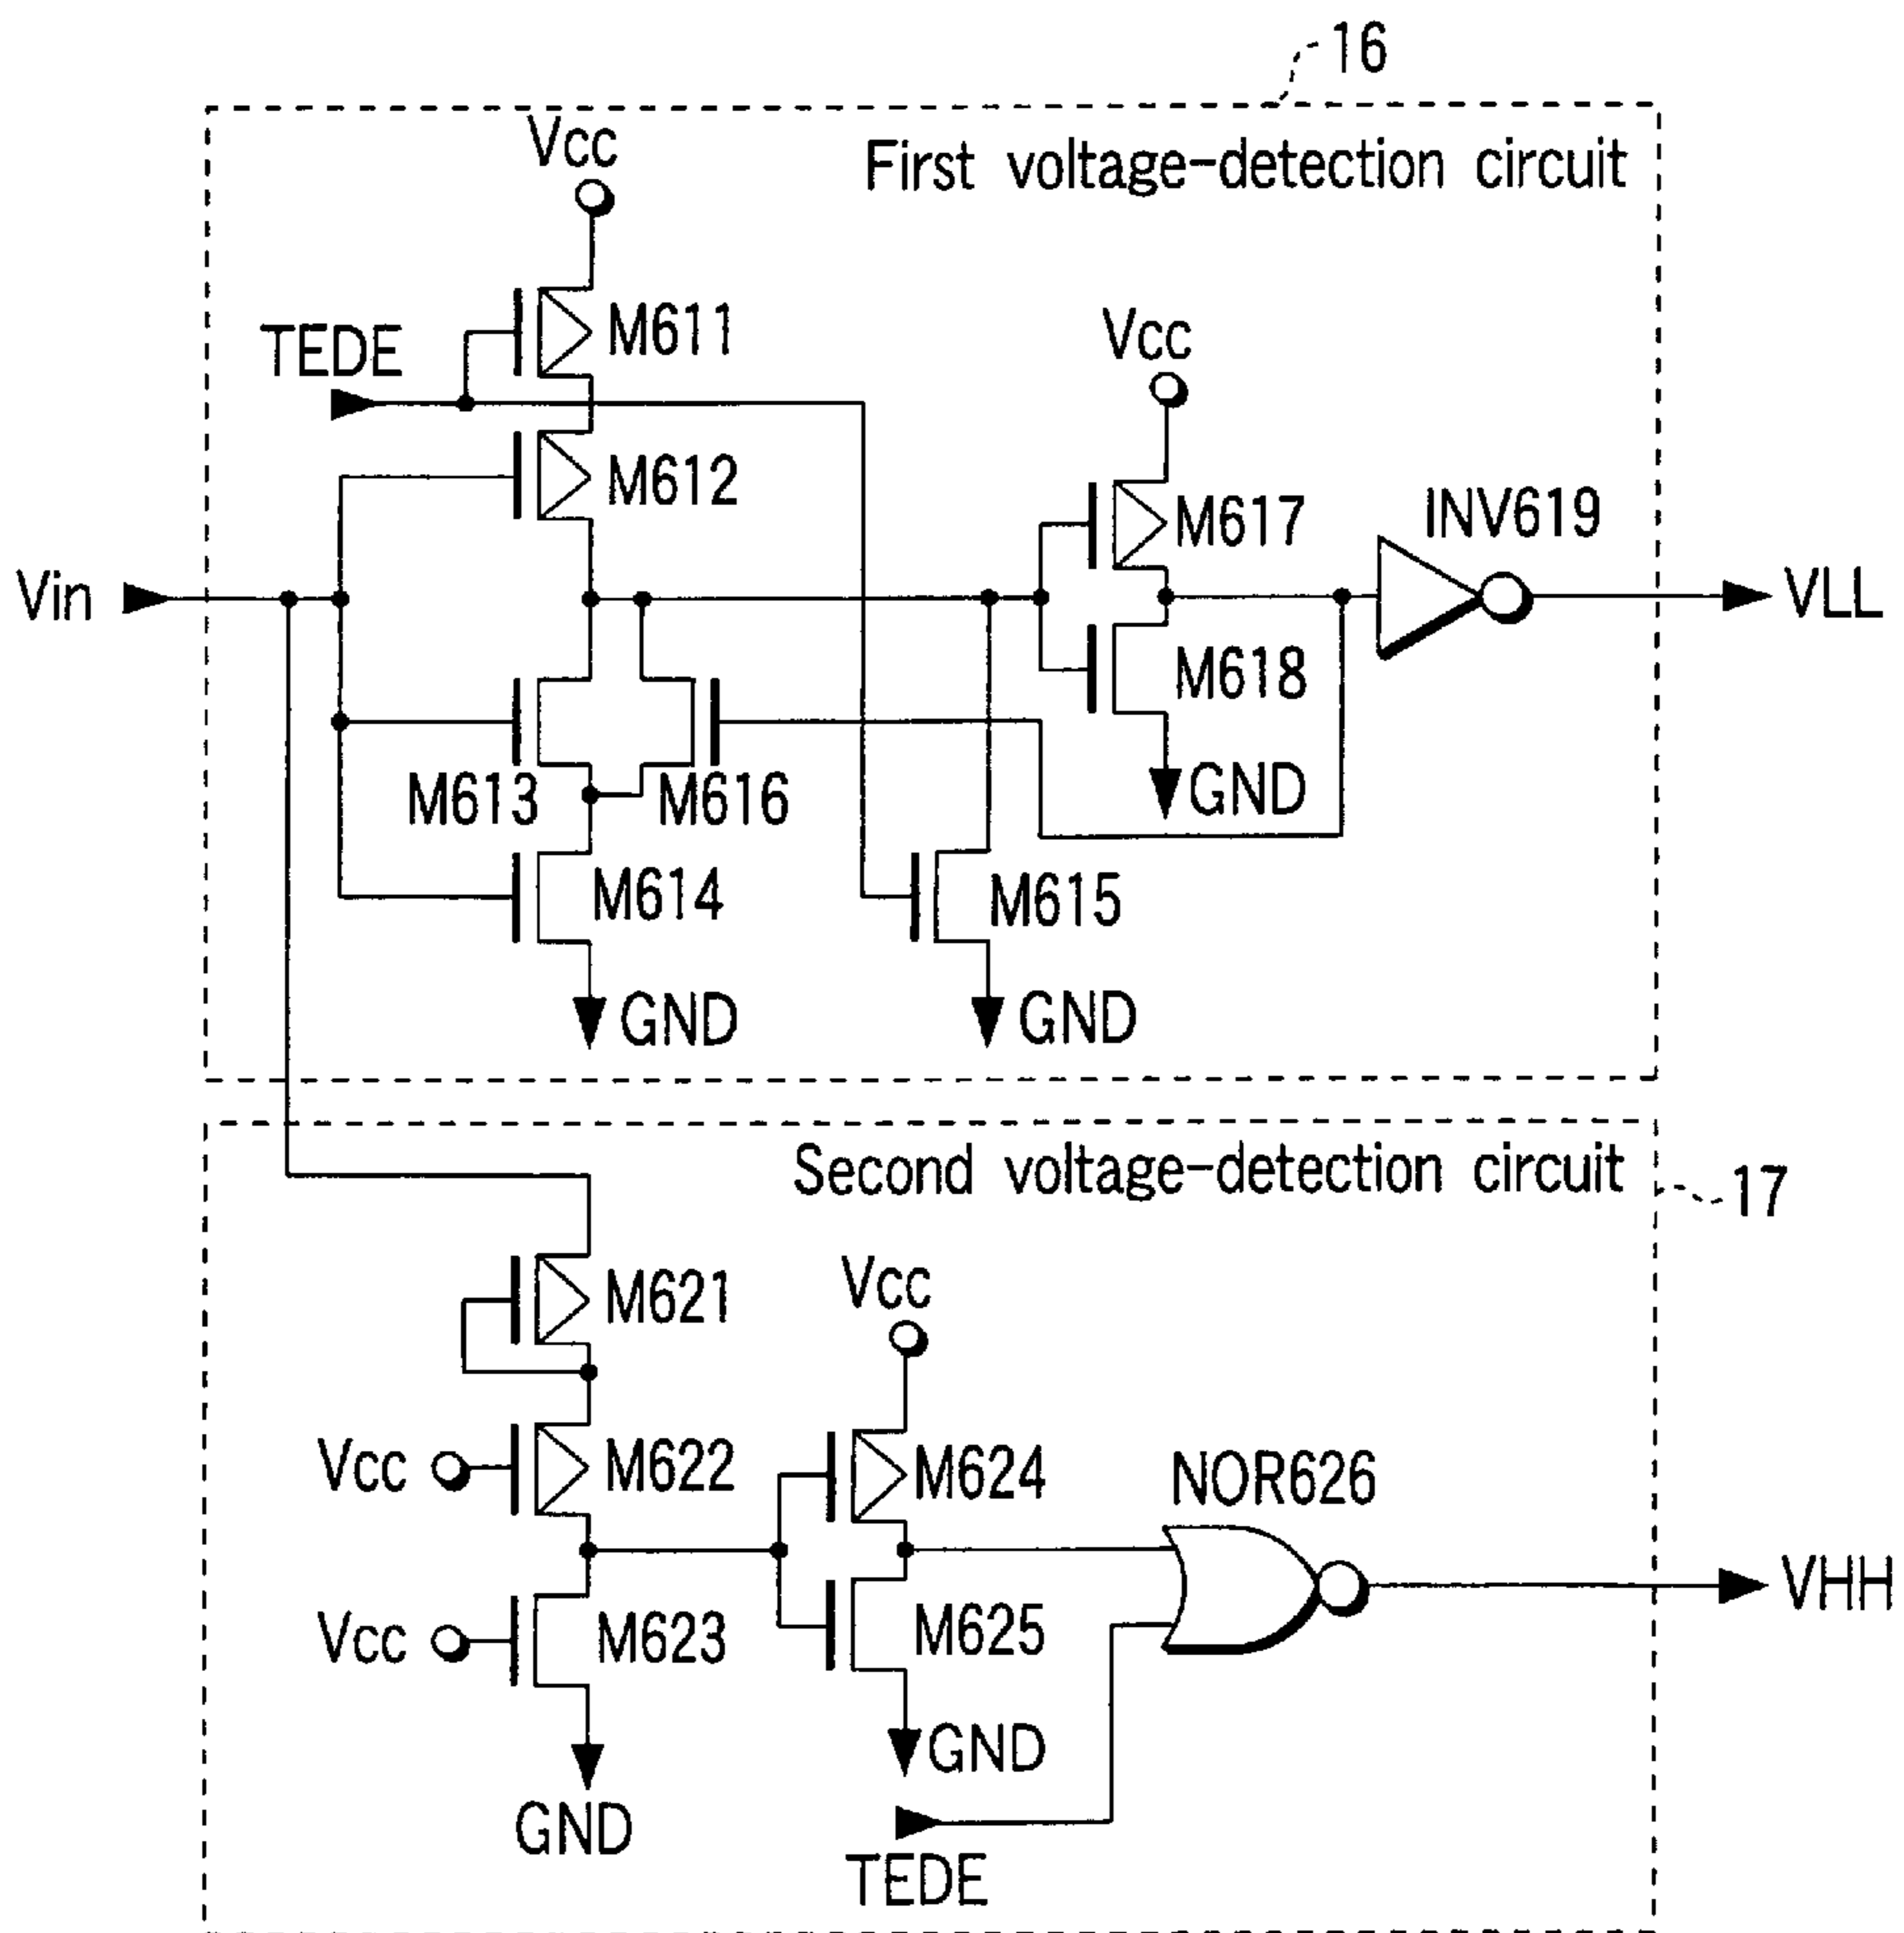 16
Vcc
First voltage-detection circuit
M611
TEDE
Vcc
M612
M617
INV619
Vin
VLL
M618
M613
M616
GND
M614
M615
GND
GND
Second voltage-detection circuit
17
M621
Vcc
Vcc
M622
M624
NOR626
VHH
Vcc
M623
M625
GND
GND
TEDE